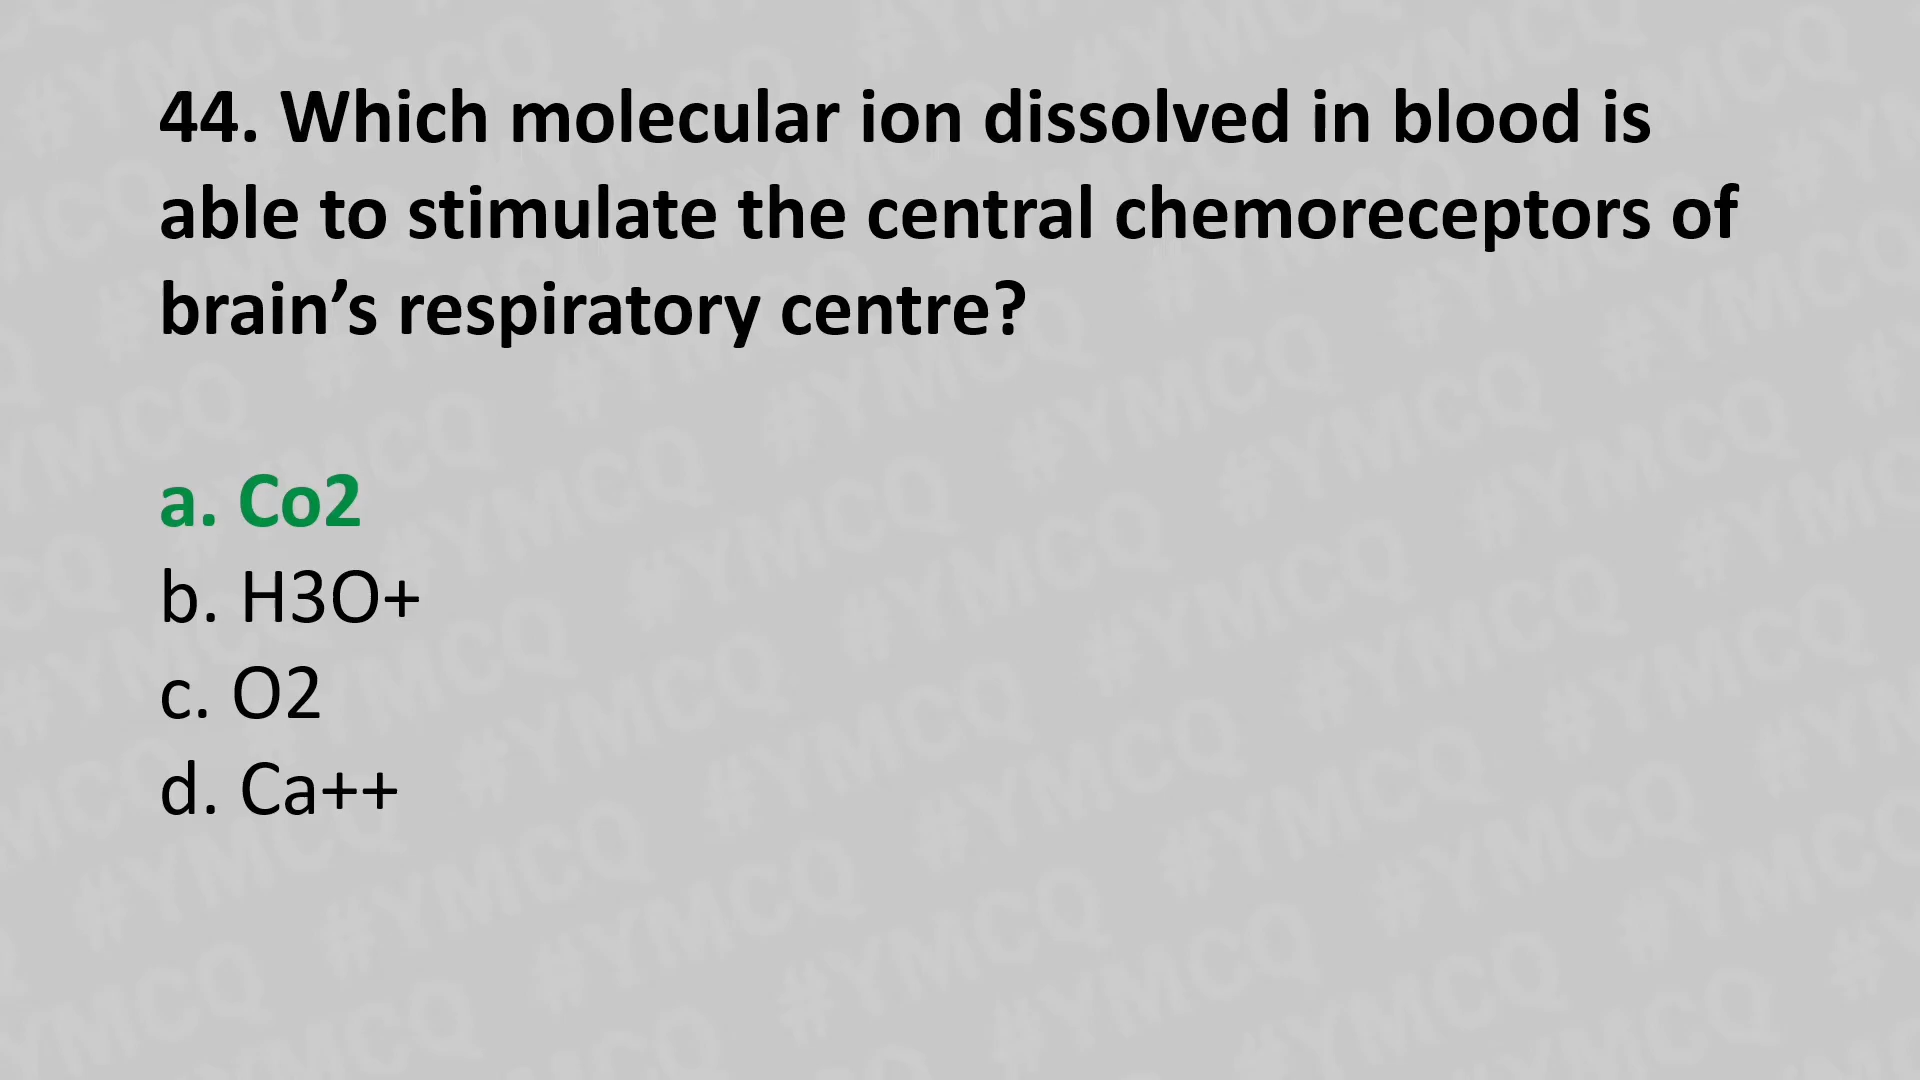 44. Which molecular ion dissolved in blood is
able to stimulate the central chemoreceptors of
brain’s respiratory centre?
a. Co2
b. H3O+
c. O2
d. Ca++
#YMCQ